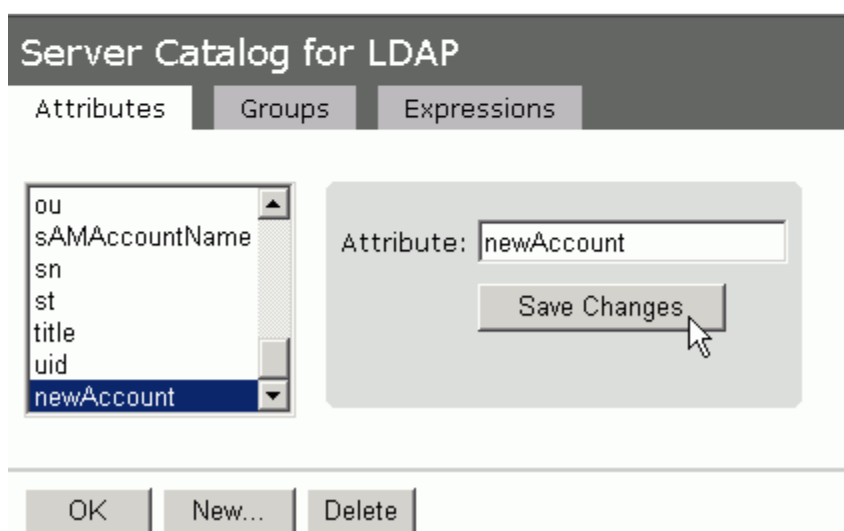 Server Catalog for LDAP
Attributes Groups Expressions
ou
sAMAccountName
sn
st
title
uid
newAccount
Attribute: newAccount
Save Changes
OK New... Delete